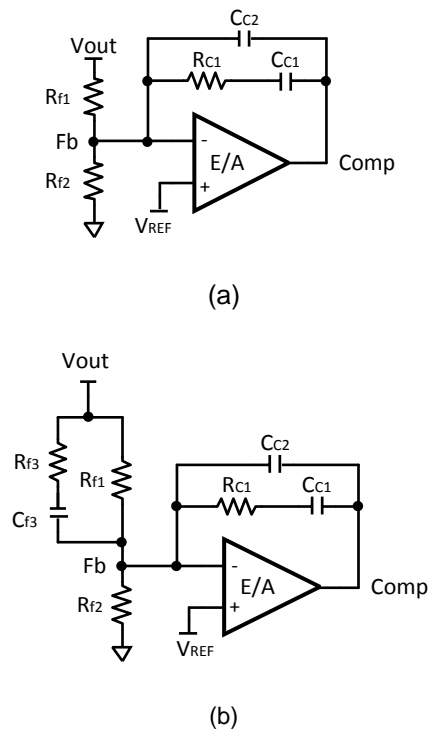 CC2
Vout
RC1
CC1
Rf1
Fb
-
E/A
Comp
Rf2
+
VREF
(a)
Vout
CC2
Rf3
Rf1
RC1
CC1
Cf3
Fb
-
E/A
Comp
Rf2
+
VREF
(b)